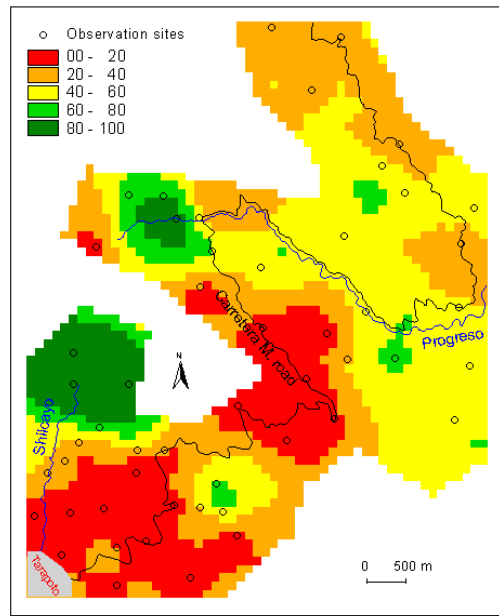 Observation sites
00 - 20
20 - 40
40 - 60
60 - 80
80 - 100
Carretera M. road
Progreso
N
Shilcayo
Tarapoto
0 500 m